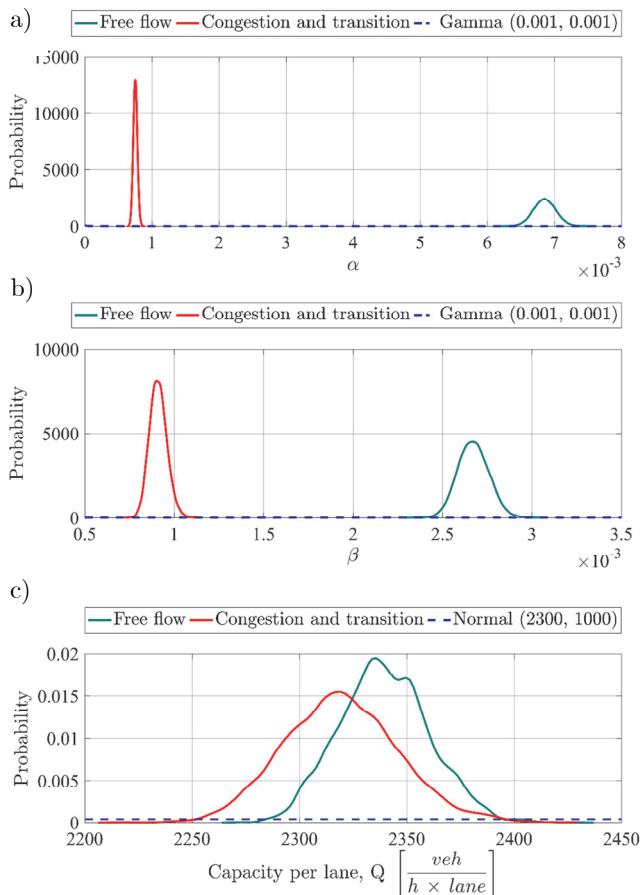 a)
Free flow Congestion and transition Gamma (0.001, 0.001)
15000
10000
5000
0
Probability
0 1 2 3 4 5 6 7 8
×10⁻³
α
b)
Free flow Congestion and transition Gamma (0.001, 0.001)
10000
5000
0
Probability
0.5 1 1.5 2 2.5 3 3.5
×10⁻³
β
c)
Free flow Congestion and transition Normal (2300, 1000)
0.02
0.015
0.01
0.005
0
Probability
2200 2250 2300 2350 2400 2450
Capacity per lane, Q [veh / h × lane]